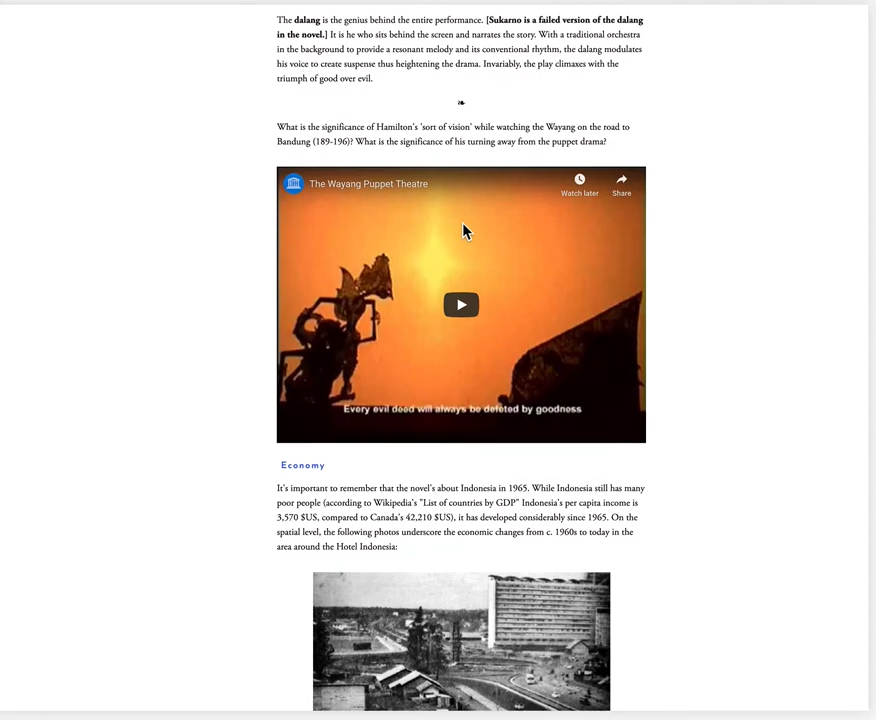 The dalang is the genius behind the entire performance. [Sukarno is a failed version of the dalang
in the novel.] It is he who sits behind the screen and narrates the story. With a traditional orchestra
in the background to provide a resonant melody and its conventional rhythm, the dalang modulates
his voice to create suspense thus heightening the drama. Invariably, the play climaxes with the
triumph of good over evil.
What is the significance of Hamilton's 'sort of vision' while watching the Wayang on the road to
Bandung (189-196)? What is the significance of his turning away from the puppet drama?
The Wayang Puppet Theatre
Watch later
Share
Every evil deed will always be defeted by goodness
Economy
It's important to remember that the novel's about Indonesia in 1965. While Indonesia still has many
poor people (according to Wikipedia's "List of countries by GDP" Indonesia's per capita income is
3,570 $US, compared to Canada's 42,210 $US), it has developed considerably since 1965. On the
spatial level, the following photos underscore the economic changes from c. 1960s to today in the
area around the Hotel Indonesia: